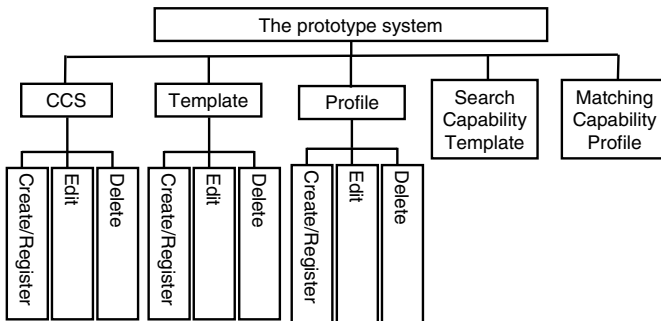 The prototype system
CCS
Template
Profile
Search
Capability
Template
Matching
Capability
Profile
Create/Register
Edit
Delete
Create/Register
Edit
Delete
Create/Register
Edit
Delete